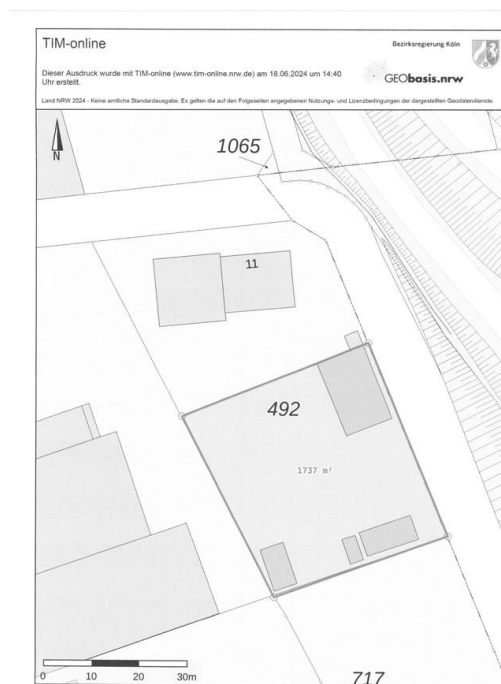 TIM-online
Bezirksregierung Köln
Dieser Ausdruck wurde mit TIM-online (www.tim-online.nrw.de) am 18.06.2024 um 14:40
Uhr erstellt.
GEObasis.nrw
Land NRW 2024 - Keine amtliche Standardausgabe. Es gelten die auf den Folgeseiten angegebenen Nutzungs- und Lizenzbedingungen der dargestellten Geodatendienste.
N
1065
11
492
1737 m²
0 10 20 30m
717